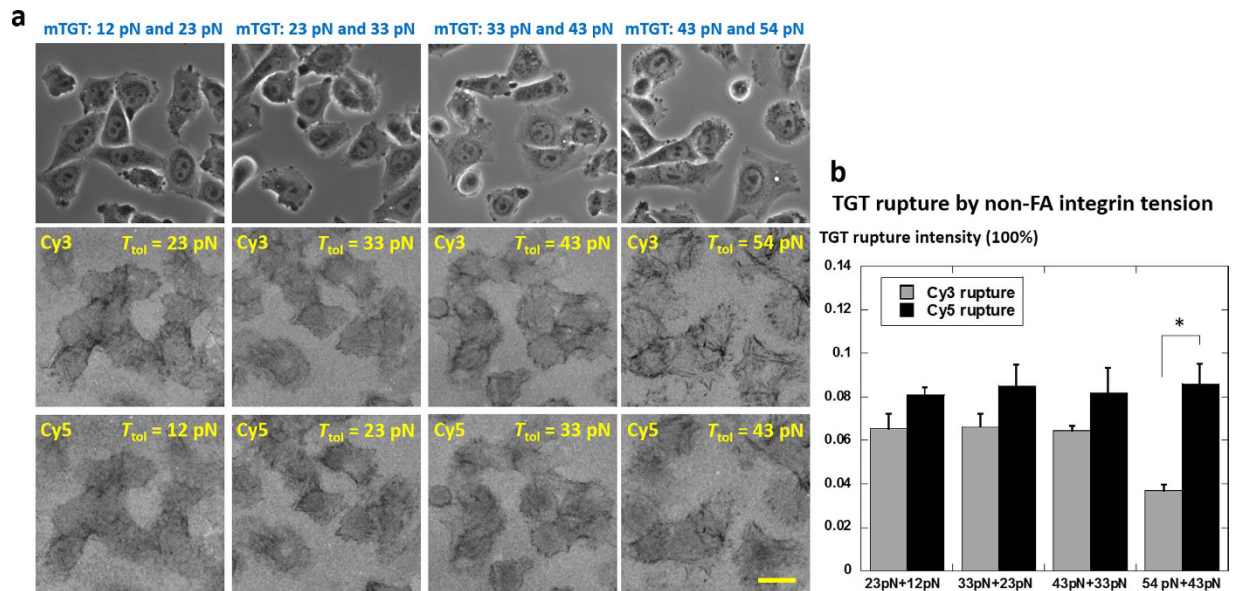 a
mTGT: 12 pN and 23 pN
mTGT: 23 pN and 33 pN
mTGT: 33 pN and 43 pN
mTGT: 43 pN and 54 pN
Cy3 Ttol = 23 pN
Cy3 Ttol = 33 pN
Cy3 Ttol = 43 pN
Cy3 Ttol = 54 pN
Cy5 Ttol = 12 pN
Cy5 Ttol = 23 pN
Cy5 Ttol = 33 pN
Cy5 Ttol = 43 pN
b
TGT rupture by non-FA integrin tension
TGT rupture intensity (100%)
0.14
0.12
0.1
0.08
0.06
0.04
0.02
0
Cy3 rupture
Cy5 rupture
*
23pN+12pN
33pN+23pN
43pN+33pN
54 pN+43pN